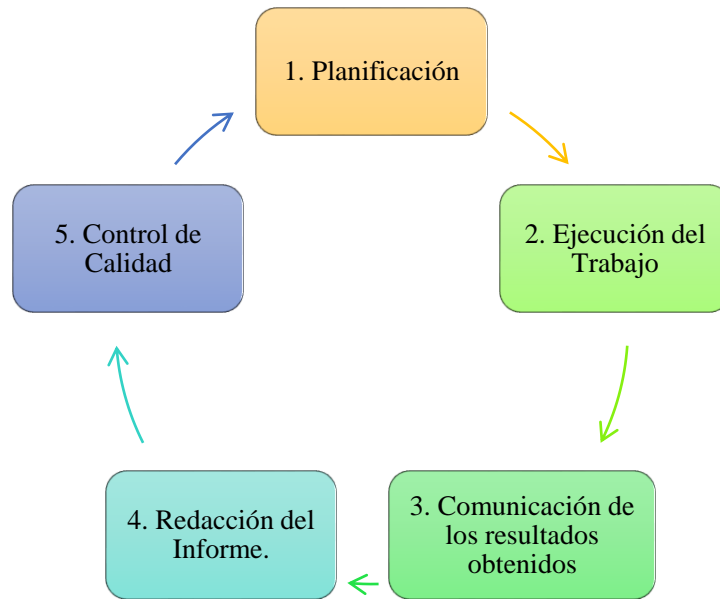 1. Planificación
2. Ejecución del
Trabajo
3. Comunicación de
los resultados
obtenidos
4. Redacción del
Informe.
5. Control de
Calidad